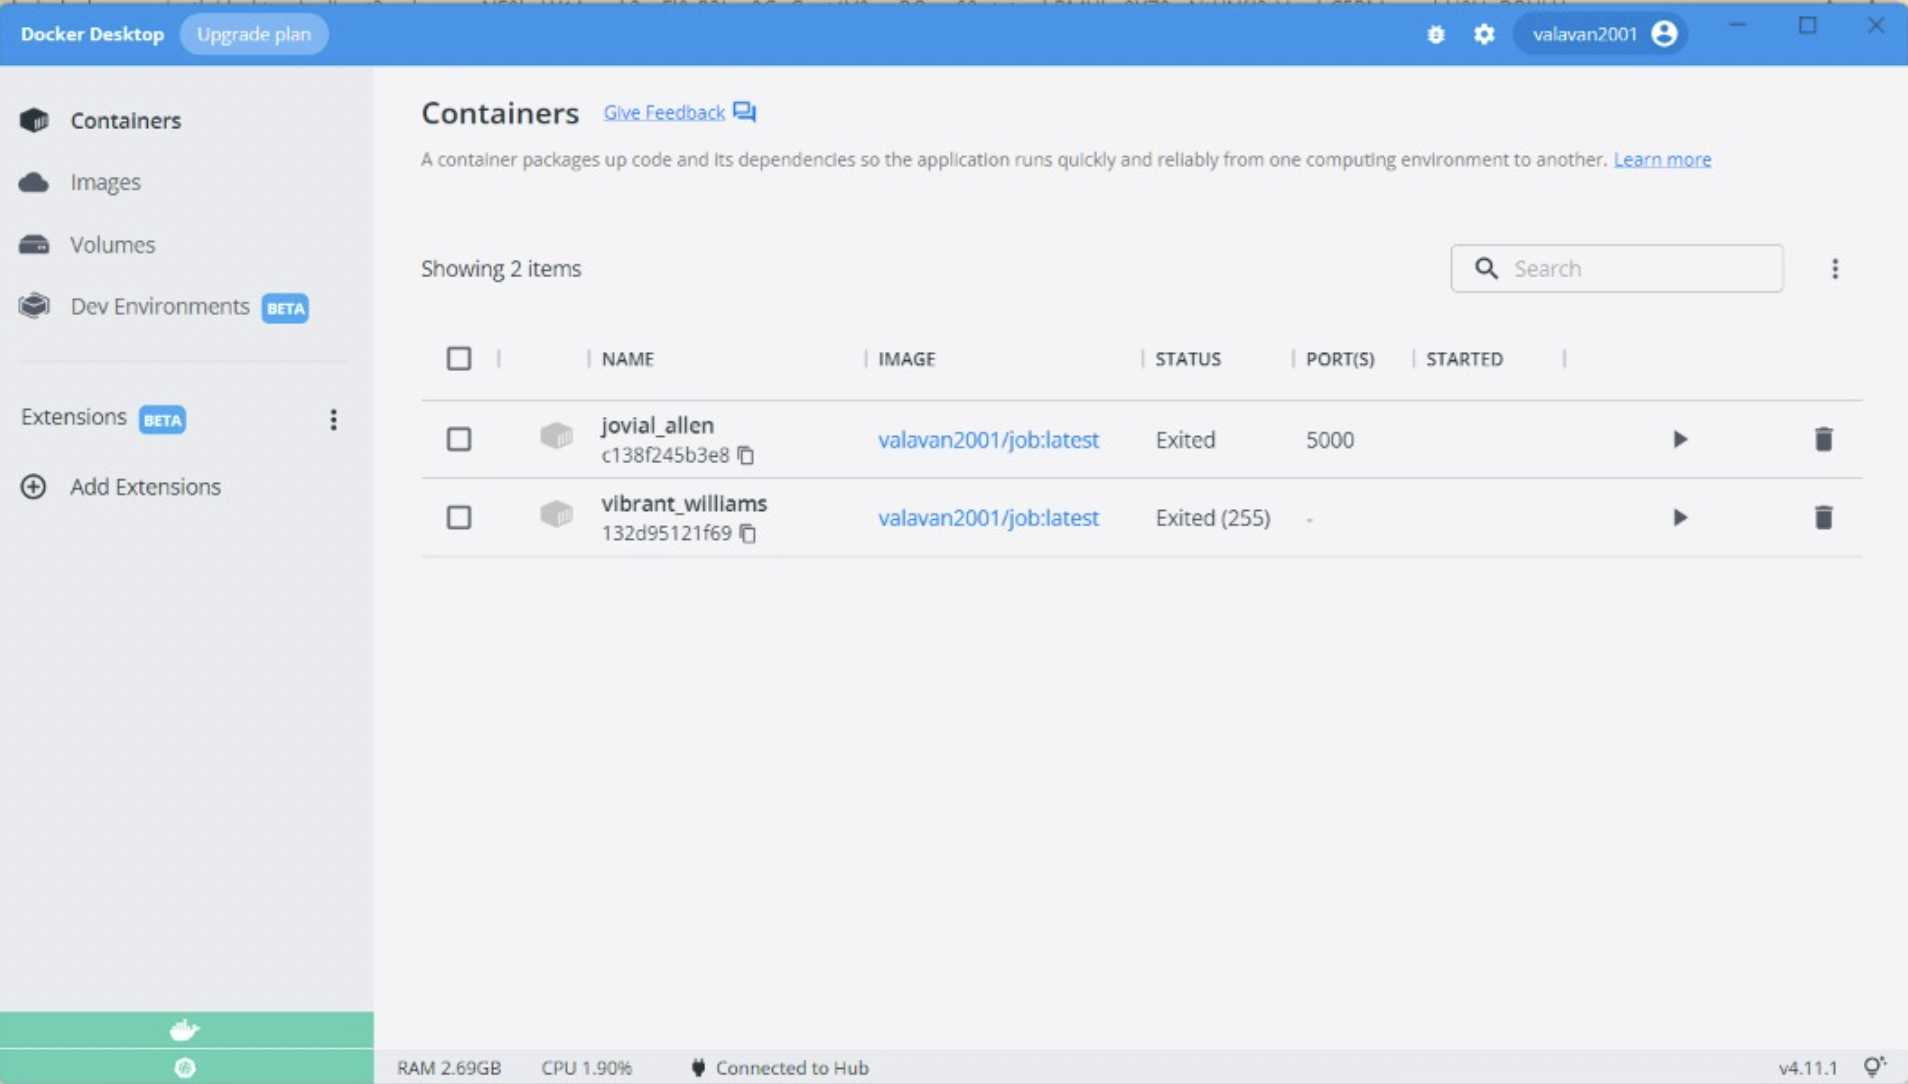 Docker Desktop
Upgrade plan
valavan2001
Containers
Images
Volumes
Dev Environments BETA
Extensions BETA
Add Extensions
Containers Give Feedback
A container packages up code and its dependencies so the application runs quickly and reliably from one computing environment to another. Learn more
Showing 2 items
Search
NAME IMAGE STATUS PORT(S) STARTED
jovial_allen
c138f245b3e8
valavan2001/job:latest Exited 5000
vibrant_williams
132d95121f69
valavan2001/job:latest Exited (255) -
RAM 2.69GB CPU 1.90% Connected to Hub v4.11.1